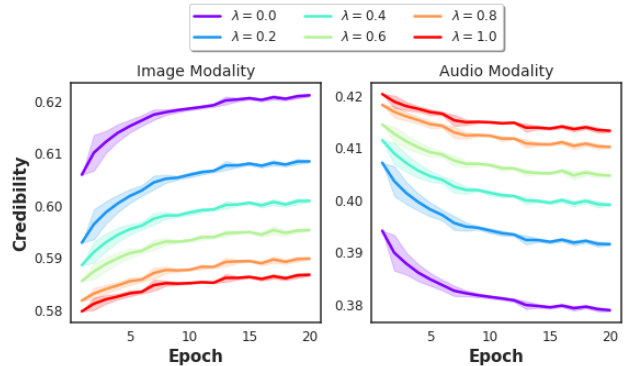 λ = 0.0 λ = 0.4 λ = 0.8
λ = 0.2 λ = 0.6 λ = 1.0
Image Modality Audio Modality
Credibility
0.62
0.61
0.60
0.59
0.58
5 10 15 20
Epoch
0.42
0.41
0.40
0.39
0.38
5 10 15 20
Epoch